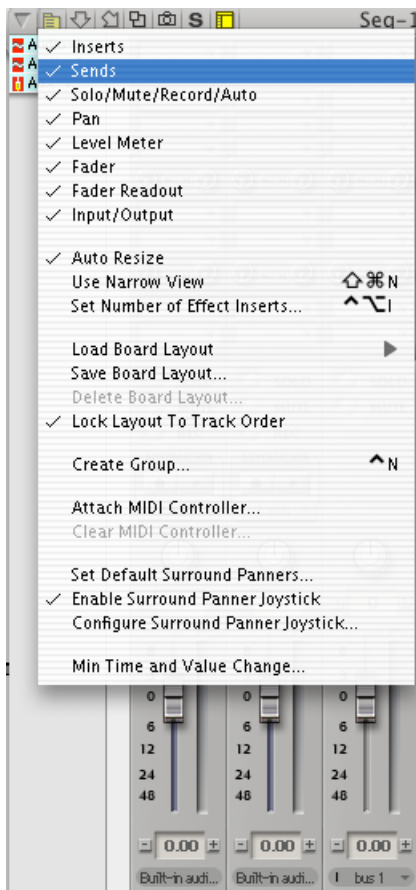 S Seq-1
A Inserts
A Sends
A Solo/Mute/Record/Auto
Pan
Level Meter
Fader
Fader Readout
Input/Output
Auto Resize
Use Narrow View ⇧⌘N
Set Number of Effect Inserts... ^⌥I
Load Board Layout
Save Board Layout...
Delete Board Layout...
Lock Layout To Track Order
Create Group... ^N
Attach MIDI Controller...
Clear MIDI Controller...
Set Default Surround Panners...
Enable Surround Panner Joystick
Configure Surround Panner Joystick...
Min Time and Value Change...
0 0 0
6 6 6
12 12 12
24 24 24
48 48 48
- 0.00 + - 0.00 + - 0.00 +
Built-in audi... Built-in audi... bus 1